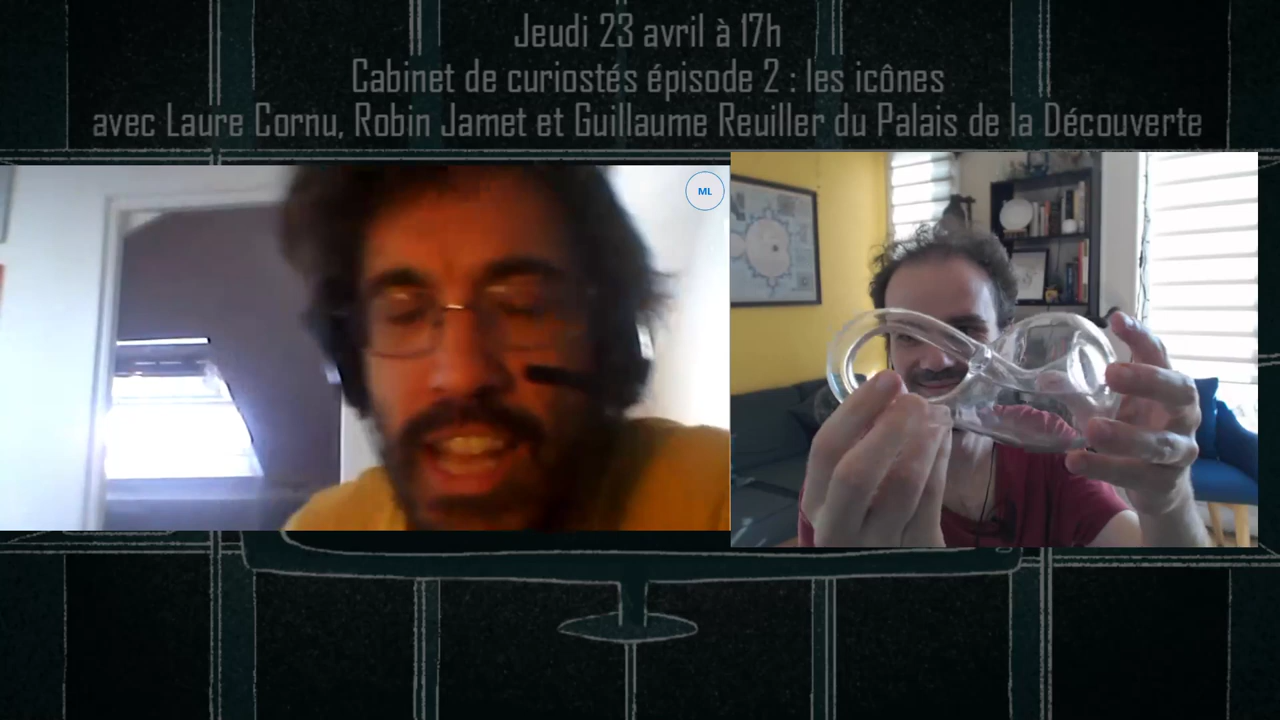 Jeudi 23 avril à 17h
Cabinet de curiostés épisode 2 : les icônes
avec Laure Cornu, Robin Jamet et Guillaume Reuiller du Palais de la Découverte
ML